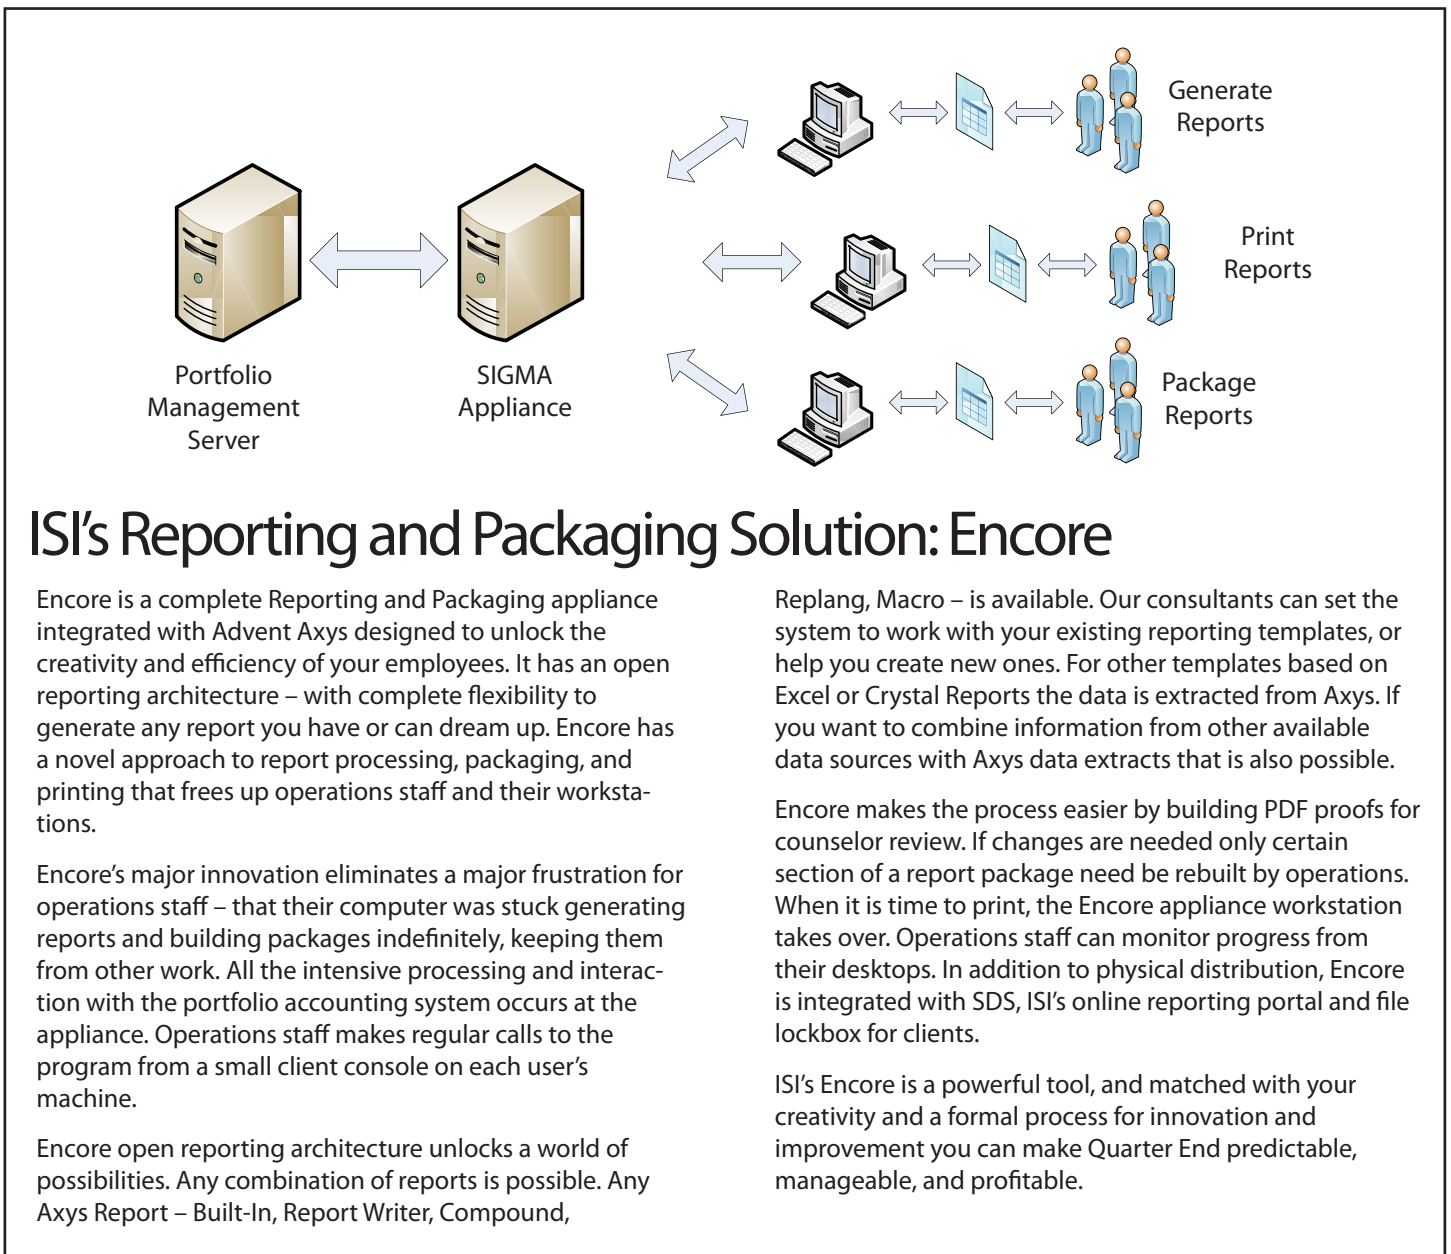 Generate
Reports
Print
Reports
Package
Reports
Portfolio
Management
Server
SIGMA
Appliance
ISI's Reporting and Packaging Solution: Encore
Encore is a complete Reporting and Packaging appliance
integrated with Advent Axys designed to unlock the
creativity and efficiency of your employees. It has an open
reporting architecture – with complete flexibility to
generate any report you have or can dream up. Encore has
a novel approach to report processing, packaging, and
printing that frees up operations staff and their worksta-
tions.
Encore's major innovation eliminates a major frustration for
operations staff – that their computer was stuck generating
reports and building packages indefinitely, keeping them
from other work. All the intensive processing and interac-
tion with the portfolio accounting system occurs at the
appliance. Operations staff makes regular calls to the
program from a small client console on each user's
machine.
Encore open reporting architecture unlocks a world of
possibilities. Any combination of reports is possible. Any
Axys Report – Built-In, Report Writer, Compound,
Replang, Macro – is available. Our consultants can set the
system to work with your existing reporting templates, or
help you create new ones. For other templates based on
Excel or Crystal Reports the data is extracted from Axys. If
you want to combine information from other available
data sources with Axys data extracts that is also possible.
Encore makes the process easier by building PDF proofs for
counselor review. If changes are needed only certain
section of a report package need be rebuilt by operations.
When it is time to print, the Encore appliance workstation
takes over. Operations staff can monitor progress from
their desktops. In addition to physical distribution, Encore
is integrated with SDS, ISI's online reporting portal and file
lockbox for clients.
ISI's Encore is a powerful tool, and matched with your
creativity and a formal process for innovation and
improvement you can make Quarter End predictable,
manageable, and profitable.